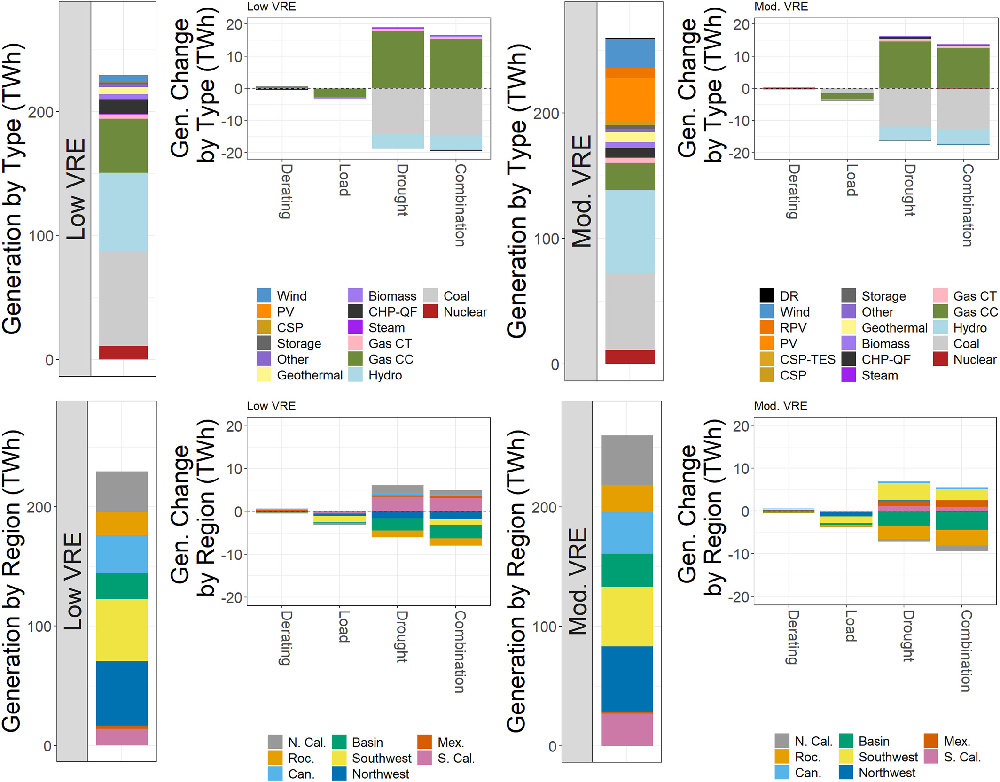 Generation by Type (TWh)
200
100
0
Low VRE
Gen. Change
by Type (TWh)
Low VRE
20
10
0
-10
-20
Derating
Load
Drought
Combination
Wind
PV
CSP
Storage
Other
Geothermal
Biomass
CHP-QF
Steam
Gas CT
Gas CC
Hydro
Coal
Nuclear
Generation by Type (TWh)
200
100
0
Mod. VRE
Gen. Change
by Type (TWh)
Mod. VRE
20
10
0
-10
-20
Derating
Load
Drought
Combination
DR
Wind
RPV
PV
CSP-TES
CSP
Storage
Other
Geothermal
Biomass
CHP-QF
Steam
Gas CT
Gas CC
Hydro
Coal
Nuclear
Generation by Region (TWh)
200
100
0
Low VRE
Gen. Change
by Region (TWh)
Low VRE
20
10
0
-10
-20
Derating
Load
Drought
Combination
N. Cal.
Roc.
Can.
Basin
Southwest
Northwest
Mex.
S. Cal.
Generation by Region (TWh)
200
100
0
Mod. VRE
Gen. Change
by Region (TWh)
Mod. VRE
20
10
0
-10
-20
Derating
Load
Drought
Combination
N. Cal.
Roc.
Can.
Basin
Southwest
Northwest
Mex.
S. Cal.